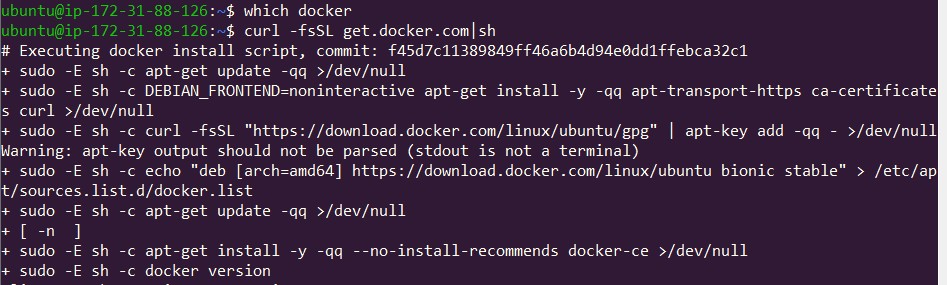 ubuntu@ip-172-31-88-126:~$ which docker
ubuntu@ip-172-31-88-126:~$ curl -fsSL get.docker.com|sh
# Executing docker install script, commit: f45d7c11389849ff46a6b4d94e0dd1ffebca32c1
+ sudo -E sh -c apt-get update -qq >/dev/null
+ sudo -E sh -c DEBIAN_FRONTEND=noninteractive apt-get install -y -qq apt-transport-https ca-certificate
s curl >/dev/null
+ sudo -E sh -c curl -fsSL "https://download.docker.com/linux/ubuntu/gpg" | apt-key add -qq - >/dev/null
Warning: apt-key output should not be parsed (stdout is not a terminal)
+ sudo -E sh -c echo "deb [arch=amd64] https://download.docker.com/linux/ubuntu bionic stable" > /etc/ap
t/sources.list.d/docker.list
+ sudo -E sh -c apt-get update -qq >/dev/null
+ [ -n  ]
+ sudo -E sh -c apt-get install -y -qq --no-install-recommends docker-ce >/dev/null
+ sudo -E sh -c docker version